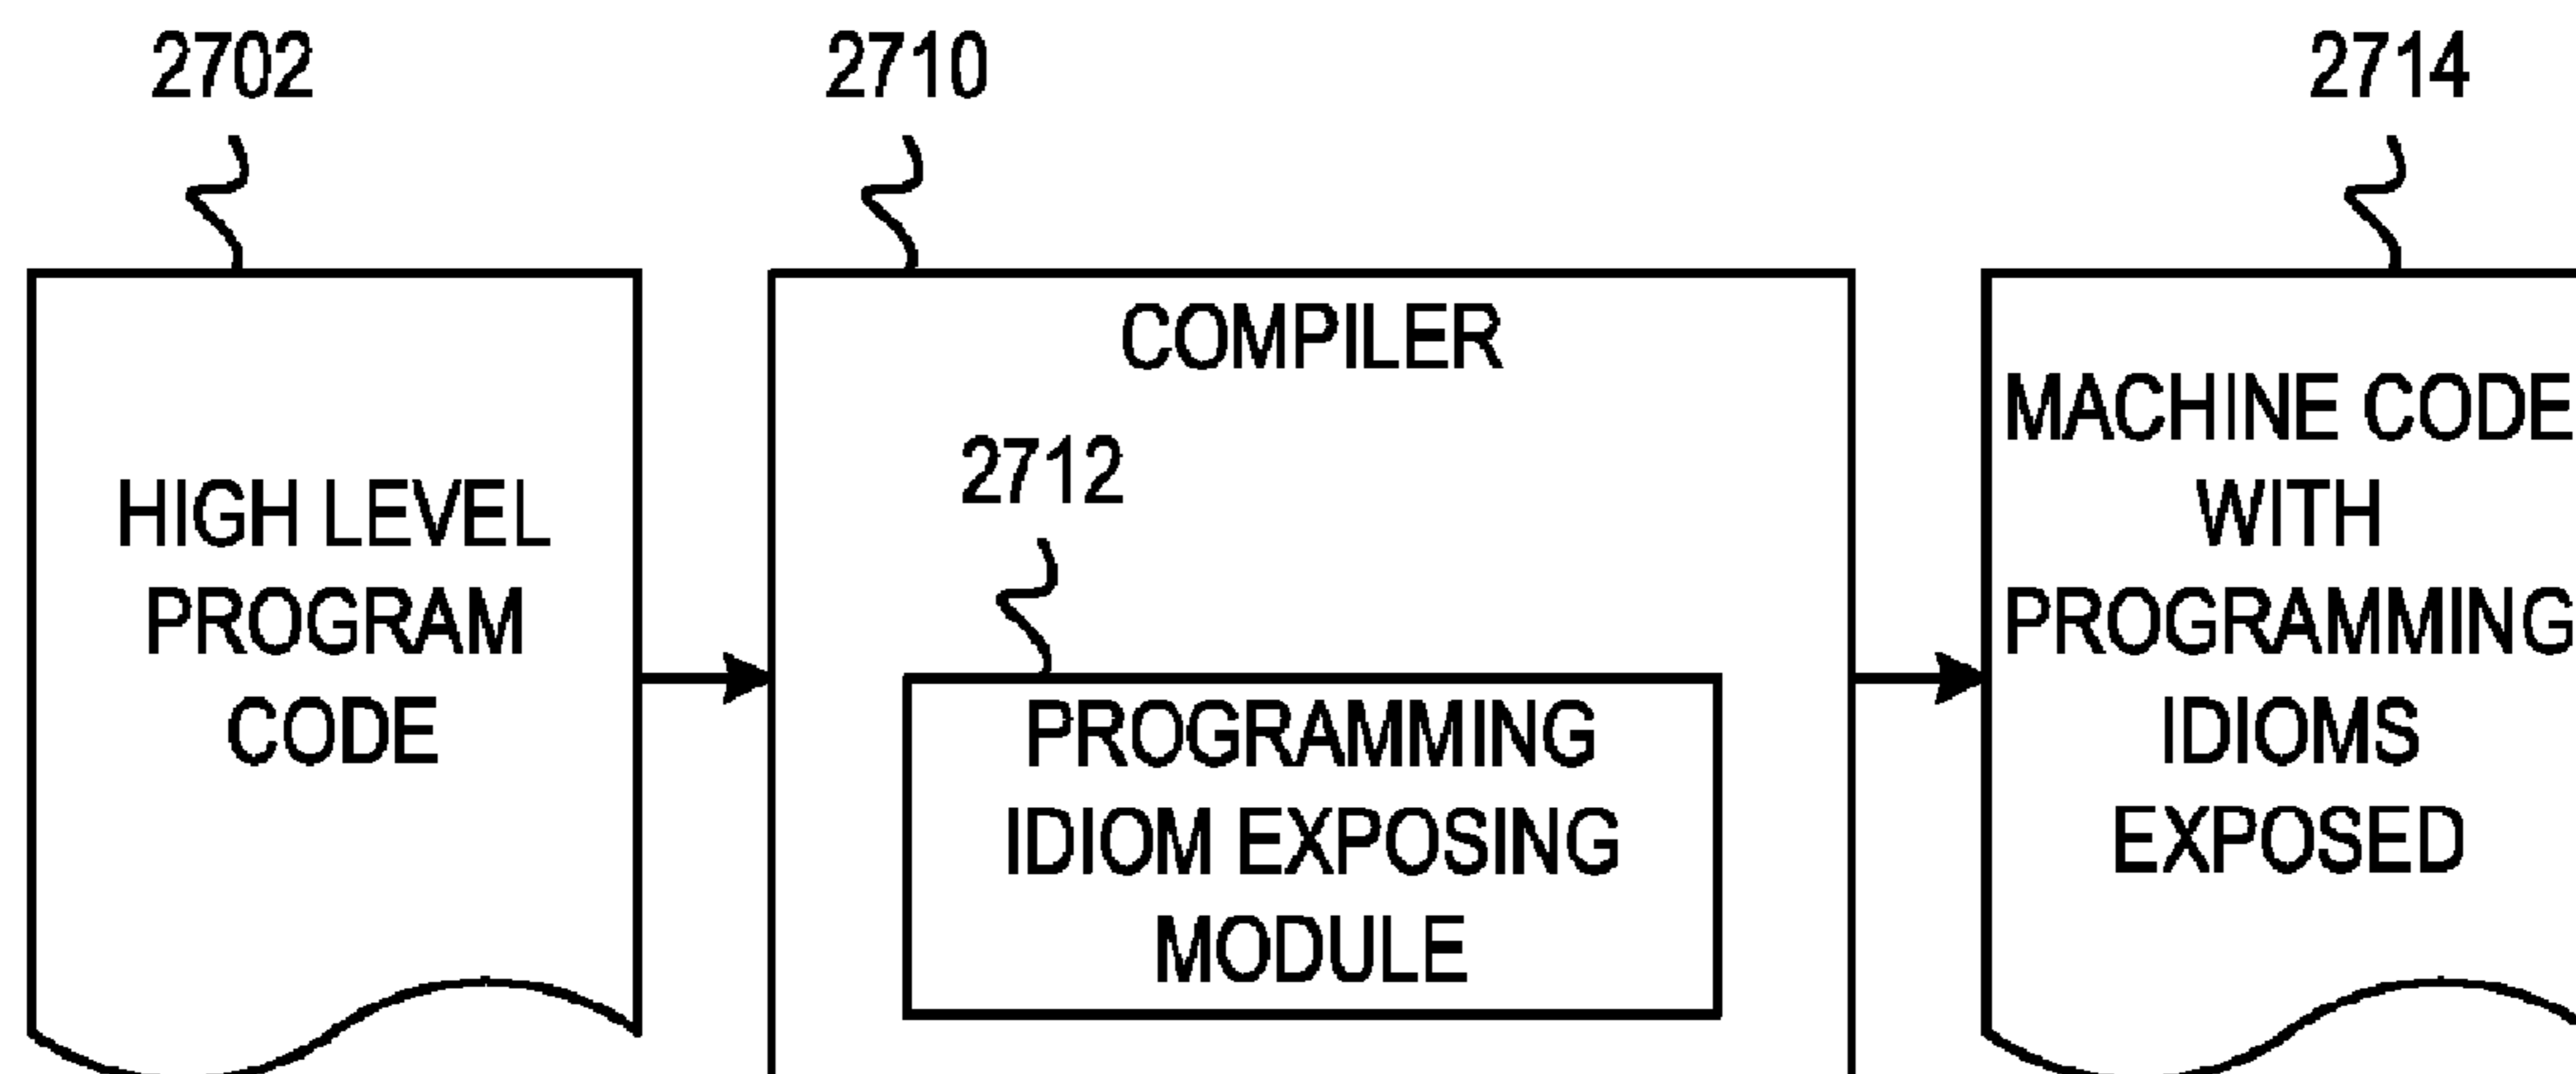 2702
2710
2714
HIGH LEVEL
PROGRAM
CODE
COMPILER
2712
PROGRAMMING
IDIOM EXPOSING
MODULE
MACHINE CODE
WITH
PROGRAMMING
IDIOMS
EXPOSED